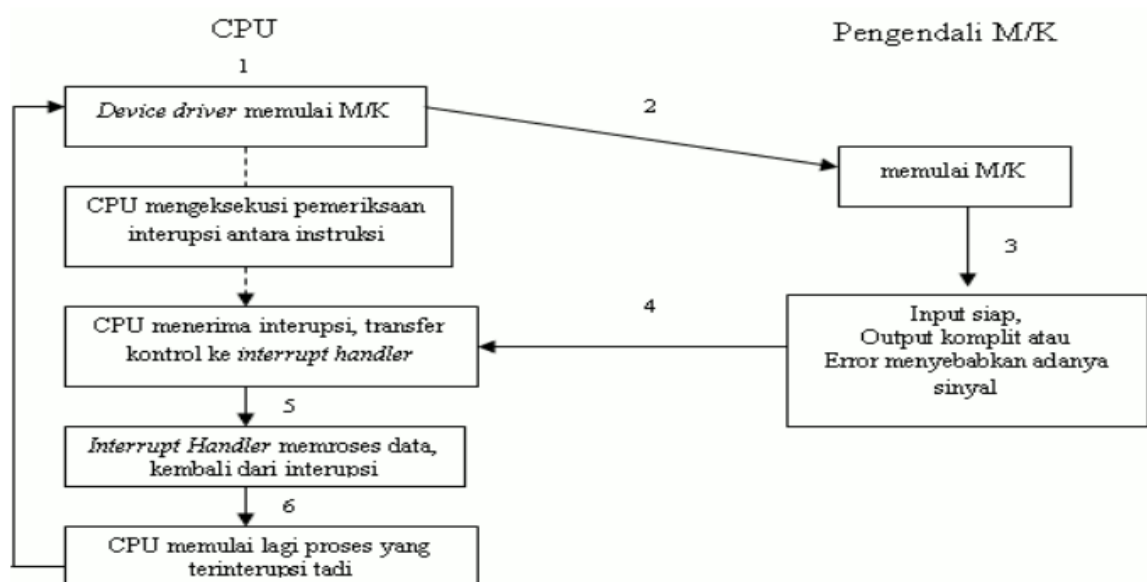 CPU
Pengendali M/K
1
Device driver memulai M/K
2
memulai M/K
CPU mengeksekusi pemeriksaan
interupsi antara instruksi
3
4
CPU menerima interupsi, transfer
kontrol ke interrupt handler
Input siap,
Output komplit atau
Error menyebabkan adanya
sinyal
5
Interrupt Handler memroses data,
kembali dari interupsi
6
CPU memulai lagi proses yang
terinterupsi tadi